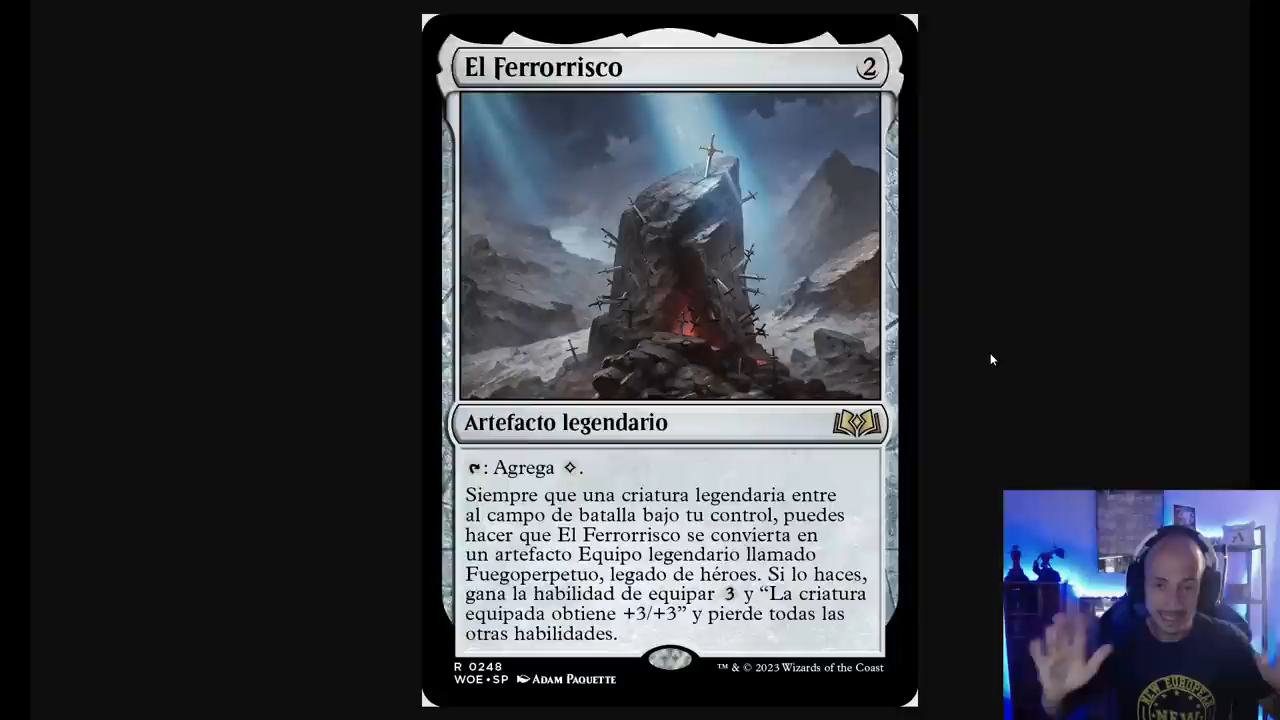 El Ferrorrisco 2
Artefacto legendario
: Agrega .
Siempre que una criatura legendaria entre
al campo de batalla bajo tu control, puedes
hacer que El Ferrorrisco se convierta en
un artefacto Equipo legendario llamado
Fuegoperpetuo, legado de héroes. Si lo haces,
gana la habilidad de equipar 3 y “La criatura
equipada obtiene +3/+3” y pierde todas las
otras habilidades.
R 0248
WOE • SP ADAM PAQUETTE
™ & © 2023 Wizards of the Coast
NEW EUROPEAN
NEW